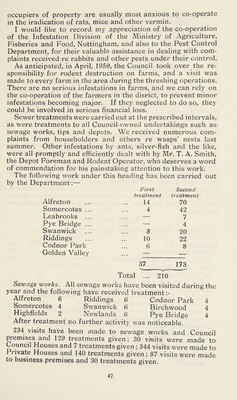 occupiers of property are usually most anxious to co-operate
in the iradication of rats, mice and other vermin.
I would like to record my appreciation of the co-operation
of the Infestation Division of the Ministry of Agriculture,
Fisheries and Food, Nottingham, and also to the Pest Control
Department, for their valuable assistance in dealing with com-
plaints received re rabbits and other pests under their control.
As anticipated, in April, 1959, the Council took over the re-
sponsibility for rodent destruction on farms, and a visit was
made to every farm in the area during the threshing operations.
There are no serious infestations in farms, and we can rely on
the co-operation of the farmers in the district, to prevent minor
infestations becoming major. If they neglected to do so, they
could be involved in serious financial loss.
Sewer treatments were carried out at the prescribed intervals,
as were treatments to all Council-owned undertakings such as
sewage works, tips and depots. We received numerous com-
plaints from householders and others re wasps' nests last
summer. Other infestations by ants, silver-fish and the like,
were all promptly and efficiently dealt with by Mr. T. A. Smith,
the Depot Foreman and Rodent Operator, who deserves a word
of commendation for his painstaking attention to this work.
The following work under this heading has been carried out
by the Department :—
First treatment Second treatment
Alfreton ... ... 14 70
Somercotes ... ... 4 42
Leabrooks ... ... — 7
Pye Bridge ... ... — 4
Swanwick ... ... 8 20
Riddings ... ... 10 22
Codnor Park ... ... 6 8
Golden Valley ... ... — —
37 173
Total ... 210
Sewage works. All sewage works have been visited during the
year and the following have received treatment :-
Alfreton 6 Riddings 6 Codnor Park 4
Somercotes 4 Swanwick 6 Birchwood 4
Highfields 2 Newlands 6 Pye Bridge 4
After treatment no further activity was noticeable.
234 visits have been made to sewage works and Council
premises and 129 treatments given ; 30 visits were made to
Council Houses and 7 treatments given ; 344 visits were made to
Private Houses and 140 treatments given ; 87 visits were made
to business premises and 30 treatments given.